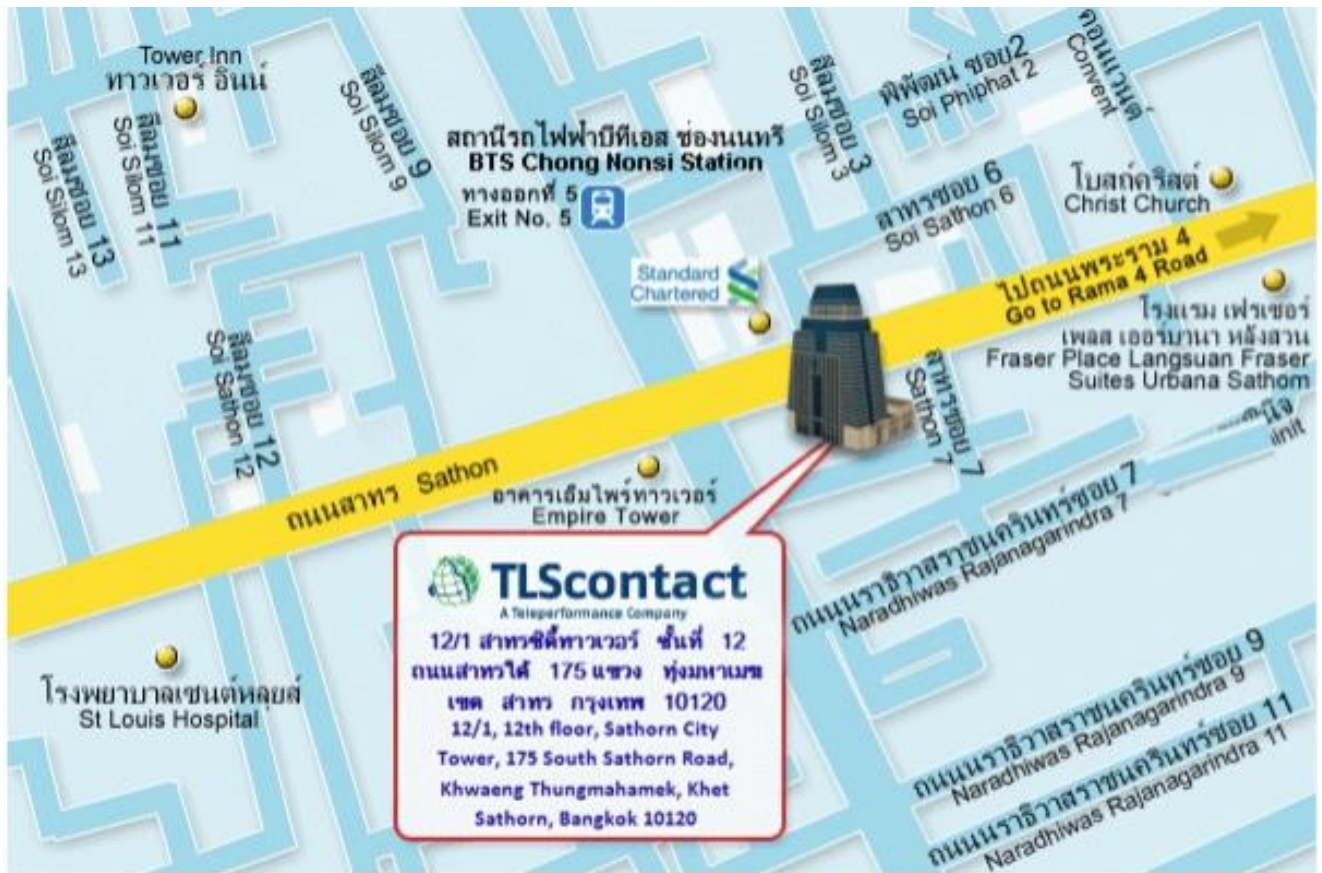 Tower Inn
ทาวเวอร์ อินน์
สีลมซอย 13
Soi Silom 13
สีลมซอย 11
Soi Silom 11
สีลมซอย 9
Soi Silom 9
สถานีรถไฟฟ้าบีทีเอส ช่องนนทรี
BTS Chong Nonsi Station
ทางออกที่ 5
Exit No. 5
สีลมซอย 3
Soi Silom 3
พิพัฒน์ ซอย2
Soi Phiphat 2
คอนแวนต์
Convent
สาทรซอย 6
Soi Sathon 6
โบสถ์คริสต์
Christ Church
Standard
Chartered
ไปถนนพระราม 4
Go to Rama 4 Road
โรงแรม เฟรเซอร์
เพลส เออร์บานา หลังสวน
Fraser Place Langsuan Fraser
Suites Urbana Sathorn
สีลมซอย 12
Soi Sathon 12
สาทรซอย 7
Sathon 7
ถนนสาทร Sathon
อาคารเอ็มไพร์ทาวเวอร์
Empire Tower
ถนนนราธิวาสราชนครินทร์ซอย 7
Naradhiwas Rajanagarindra 7
TLScontact
A Teleperformance Company
12/1 สาทรซิตี้ทาวเวอร์ ชั้นที่ 12
ถนนสาทรใต้ 175 แขวง ทุ่งมหาเมฆ
เขต สาทร กรุงเทพ 10120
12/1, 12th floor, Sathorn City
Tower, 175 South Sathorn Road,
Khwaeng Thungmahamek, Khet
Sathorn, Bangkok 10120
โรงพยาบาลเซนต์หลุยส์
St Louis Hospital
ถนนนราธิวาสราชนครินทร์ซอย 9
Naradhiwas Rajanagarindra 9
ถนนนราธิวาสราชนครินทร์ซอย 11
Naradhiwas Rajanagarindra 11